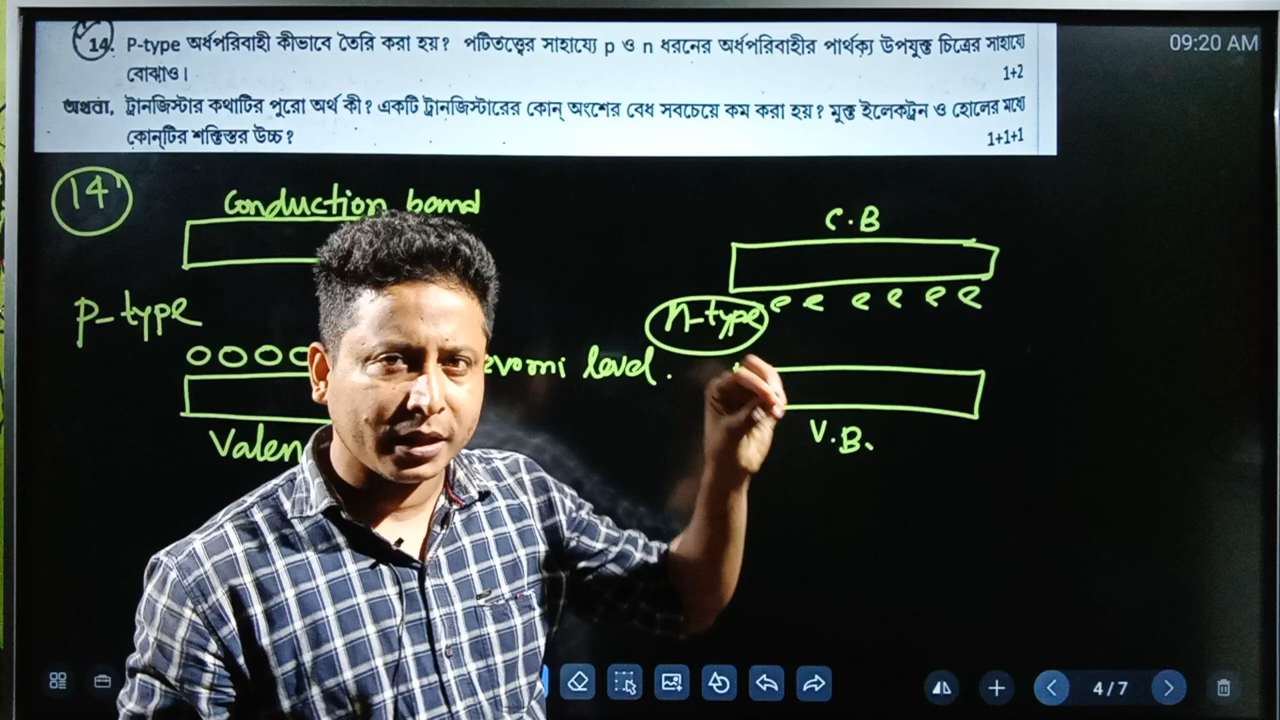 09:20 AM
14. P-type অর্ধপরিবাহী কীভাবে তৈরি করা হয়? পটিতত্ত্বের সাহায্যে p ও n ধরনের অর্ধপরিবাহীর পার্থক্য উপযুক্ত চিত্রের সাহায্যে
বোঝাও। 1+2
অথবা, ট্রানজিস্টার কথাটির পুরো অর্থ কী? একটি ট্রানজিস্টারের কোন্ অংশের বেধ সবচেয়ে কম করা হয়? মুক্ত ইলেকট্রন ও হোলের মধ্যে
কোন্‌টির শক্তিস্তর উচ্চ? 1+1+1
14
Conduction band
C.B
P-type
n-type e e e e e e
level.
V.B.
4/7